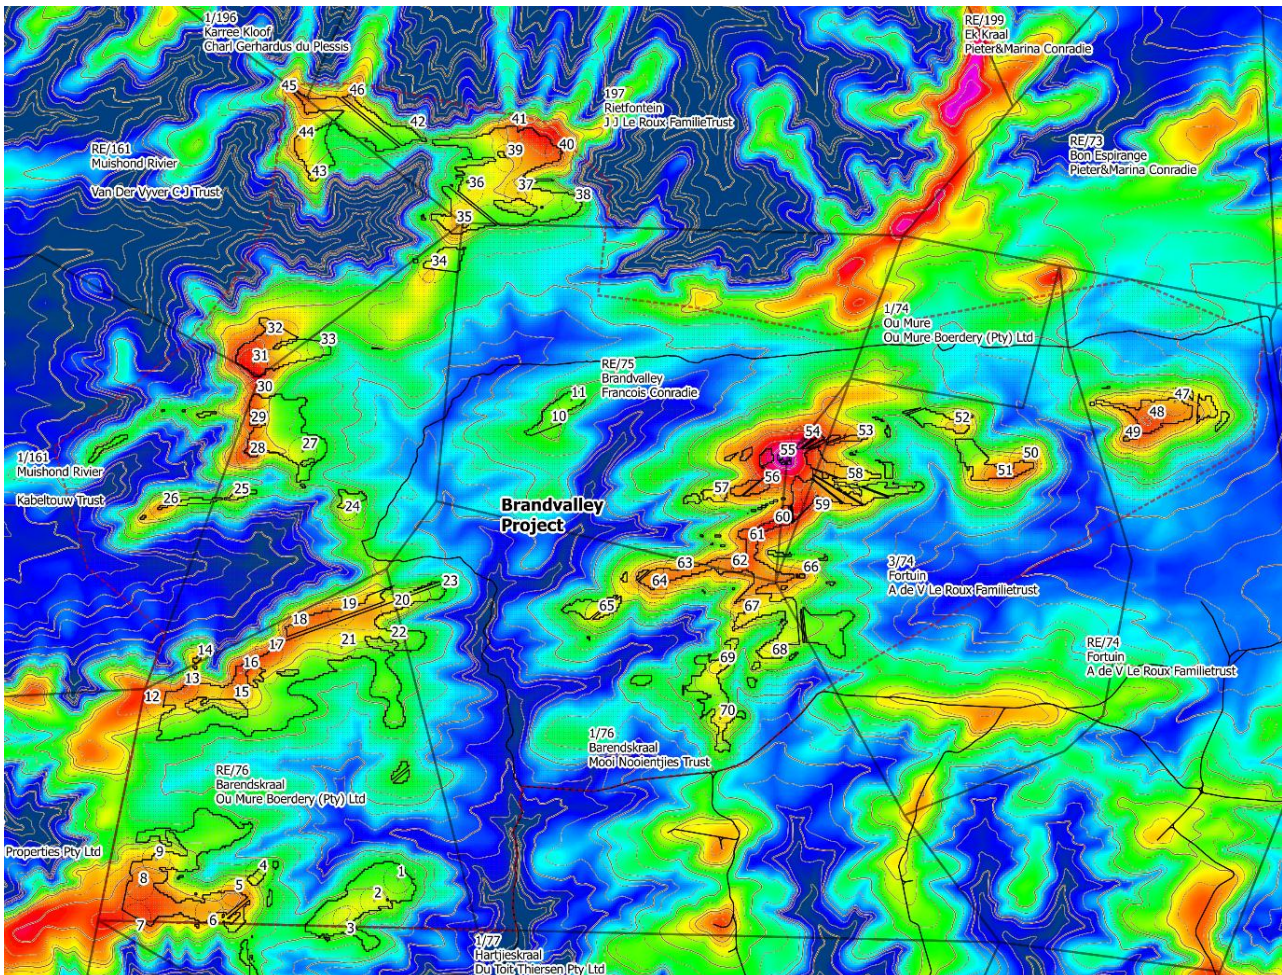 1/196
Karree Kloof
Charl Gerhardus du Plessis
RE/199
Ek Kraal
Pieter&Marina Conradie
45
46
197
Rietfontein
J J Le Roux FamilieTrust
42
41
44
40
39
RE/161
Muishond Rivier
Van Der Vyver C J Trust
RE/73
Bon Espirange
Pieter&Marina Conradie
43
36
37
38
35
34
1/74
Ou Mure
Ou Mure Boerdery (Pty) Ltd
32
33
31
30
RE/75
Brandvalley
Francois Conradie
11
10
29
28
27
47
48
49
52
53
54
55
56
57
58
59
50
51
1/161
Muishond Rivier
Kabeltouw Trust
26
25
24
Brandvalley
Project
60
61
62
63
64
65
66
67
3/74
Fortuin
A de V Le Roux Familietrust
23
20
19
18
22
21
17
16
14
13
12
15
68
69
70
RE/74
Fortuin
A de V Le Roux Familietrust
1/76
Barendskraal
Mooi Nooientjies Trust
RE/76
Barendskraal
Ou Mure Boerdery (Pty) Ltd
Properties Pty Ltd
9
8
4
5
1
2
7
6
3
1/77
Hartjieskraal
Du Toit Thiersen Pty Ltd